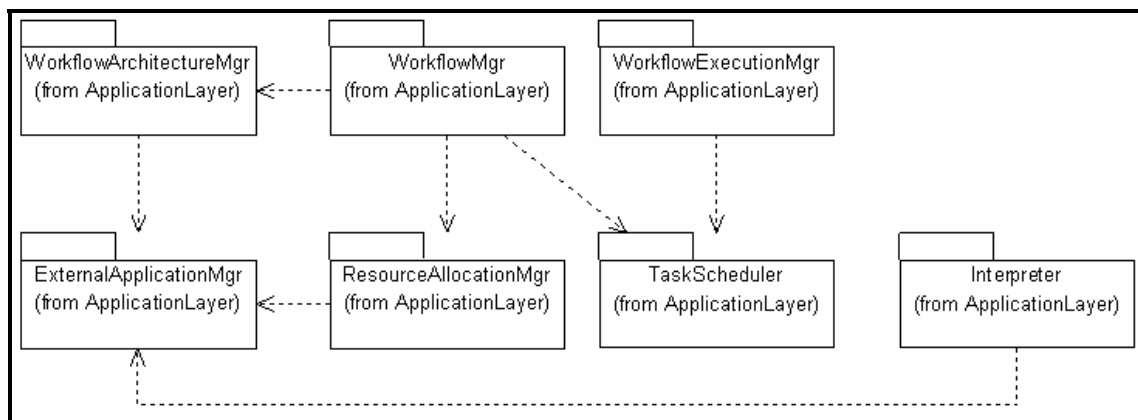 WorkflowArchitectureMgr
(from ApplicationLayer)
WorkflowMgr
(from ApplicationLayer)
WorkflowExecutionMgr
(from ApplicationLayer)
ExternalApplicationMgr
(from ApplicationLayer)
ResourceAllocationMgr
(from ApplicationLayer)
TaskScheduler
(from ApplicationLayer)
Interpreter
(from ApplicationLayer)